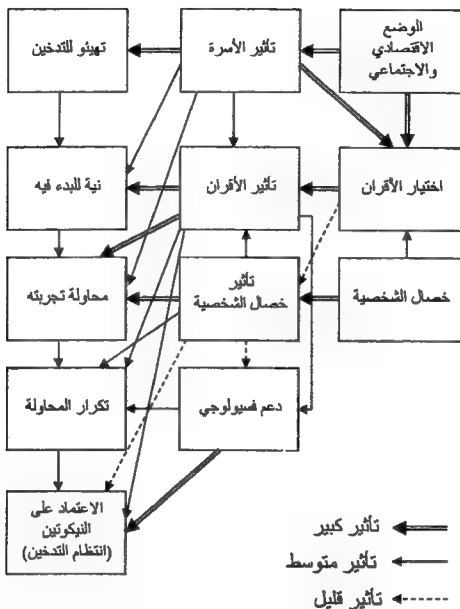 الوضع
الاقتصادي
والاجتماعي
تأثير الأسرة
تهيئو للتدخين
اختيار الأقران
تأثير الأقران
نية للبدء فيه
خصال الشخصية
تأثير
خصال الشخصية
محاولة تجربته
دعم فسيولوجي
تكرار المحاولة
الاعتماد على
النيكوتين
(انتظام التدخين)
تأثير كبير
تأثير متوسط
تأثير قليل